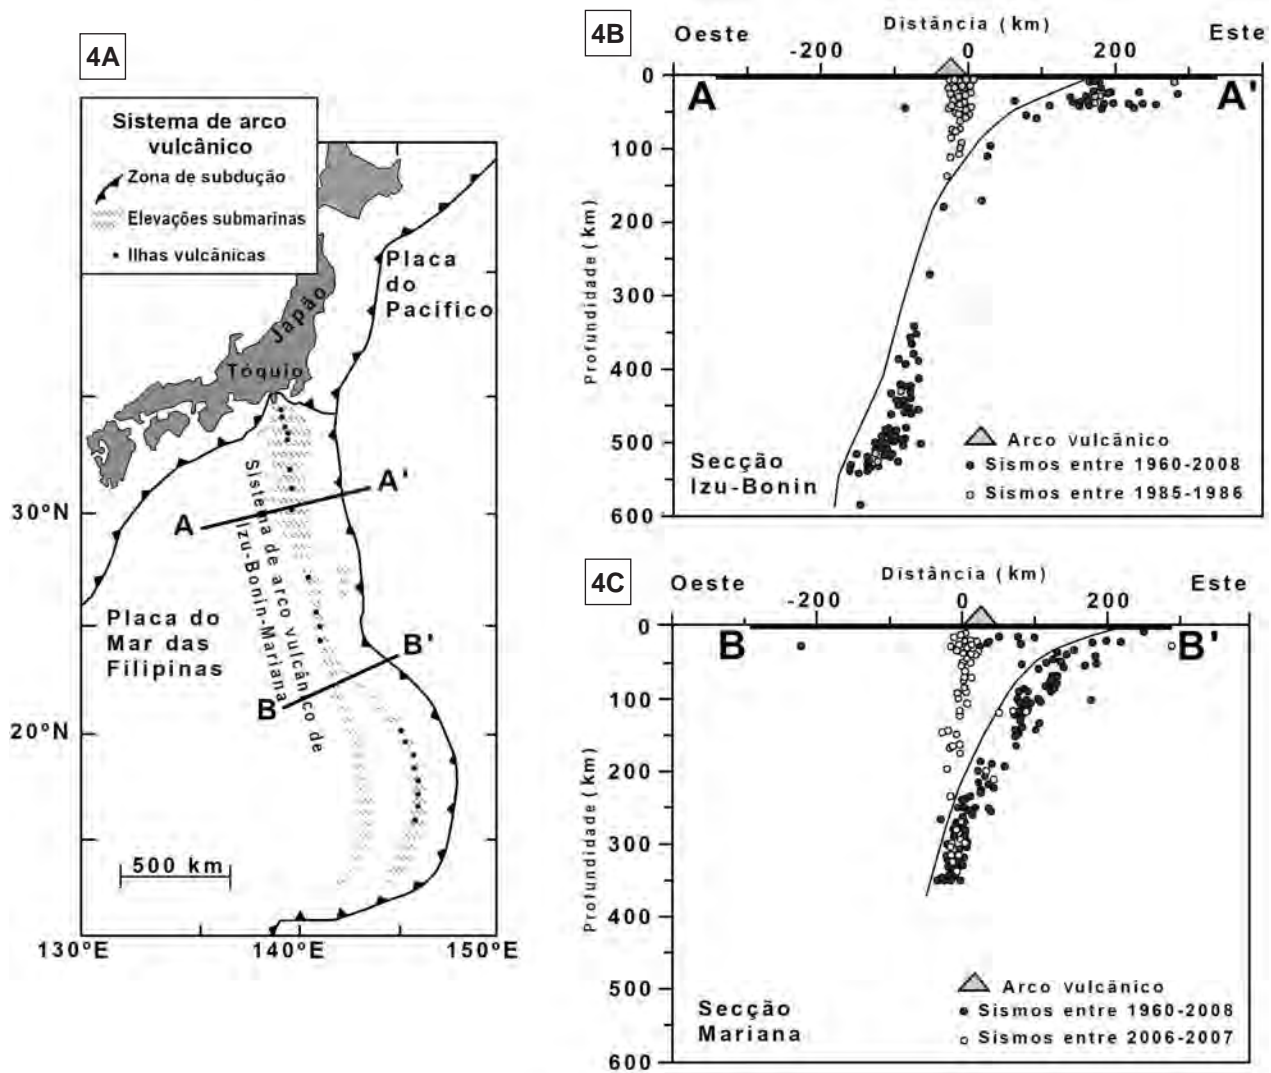 4A
Sistema de arco
vulcânico
Zona de subdução
Elevações submarinas
Ilhas vulcânicas
Placa
do
Pacífico
Japão
Tóquio
A'
A
30ºN
Sistema de arco vulcânico de
Izu-Bonin-Mariana
Placa do
Mar das
Filipinas
B'
B
20ºN
500 km
130ºE
140ºE
150ºE
4B
Oeste
Distância (km)
Este
-200
0
200
0
A
A'
100
200
300
400
500
600
Profundidade (km)
Secção
Izu-Bonin
Arco vulcânico
Sismos entre 1960-2008
Sismos entre 1985-1986
4C
Oeste
Distância (km)
Este
-200
0
200
0
B
B'
100
200
300
400
500
600
Profundidade (km)
Secção
Mariana
Arco vulcânico
Sismos entre 1960-2008
Sismos entre 2006-2007